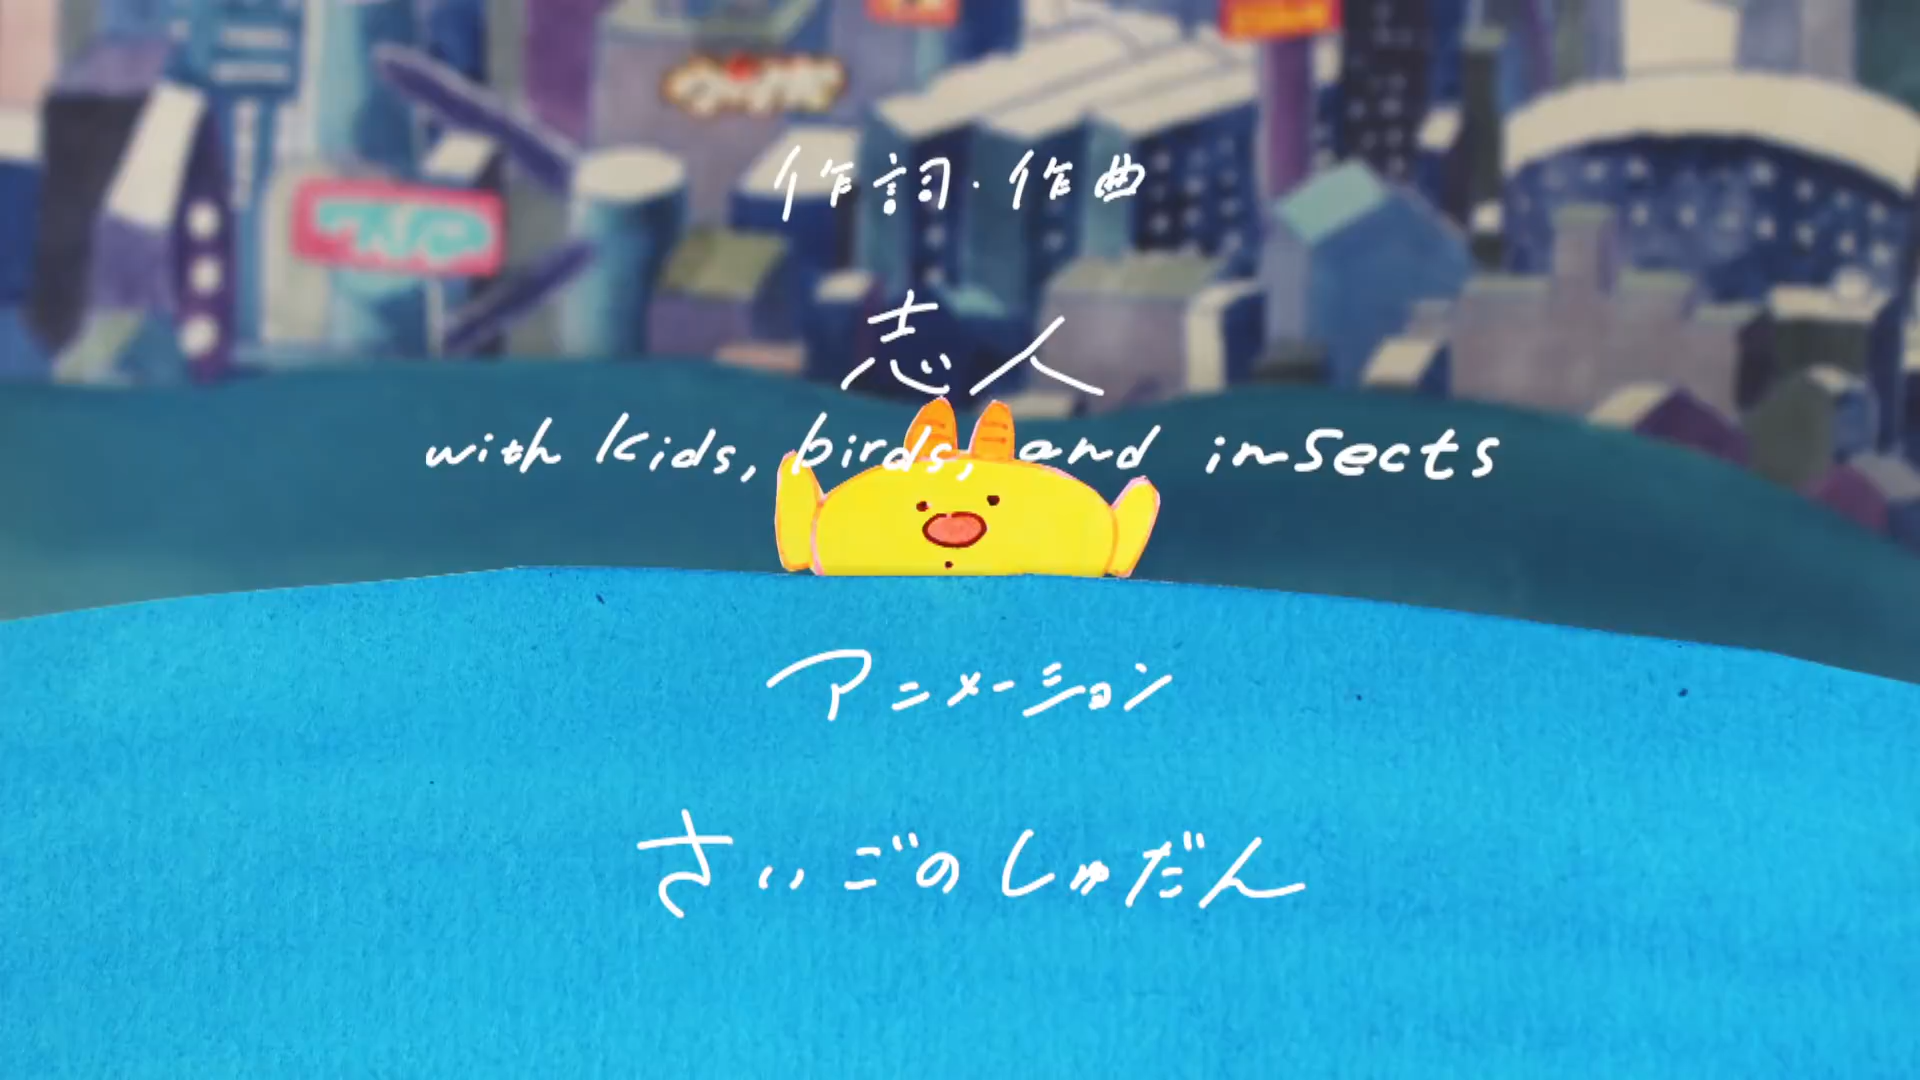 作詞・作曲
志人
with kids, birds, and insects
アニメーション
さいごのしゅだん